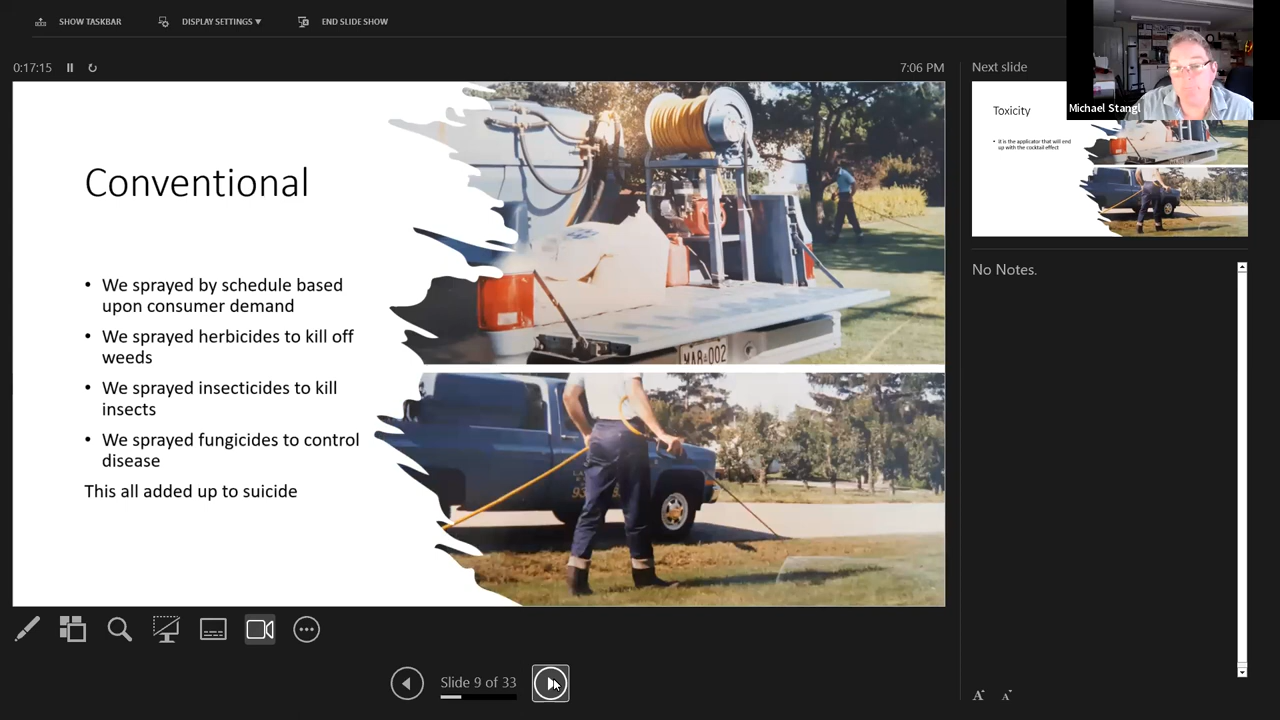 SHOW TASKBAR
DISPLAY SETTINGS ▼
END SLIDE SHOW
0:17:15
7:06 PM
Next slide
Michael Stangl
Conventional
• We sprayed by schedule based
upon consumer demand
• We sprayed herbicides to kill off
weeds
• We sprayed insecticides to kill
insects
• We sprayed fungicides to control
disease
This all added up to suicide
Toxicity
• It is the applicator that will end
up with the cocktail effect
No Notes.
Slide 9 of 33
A
A